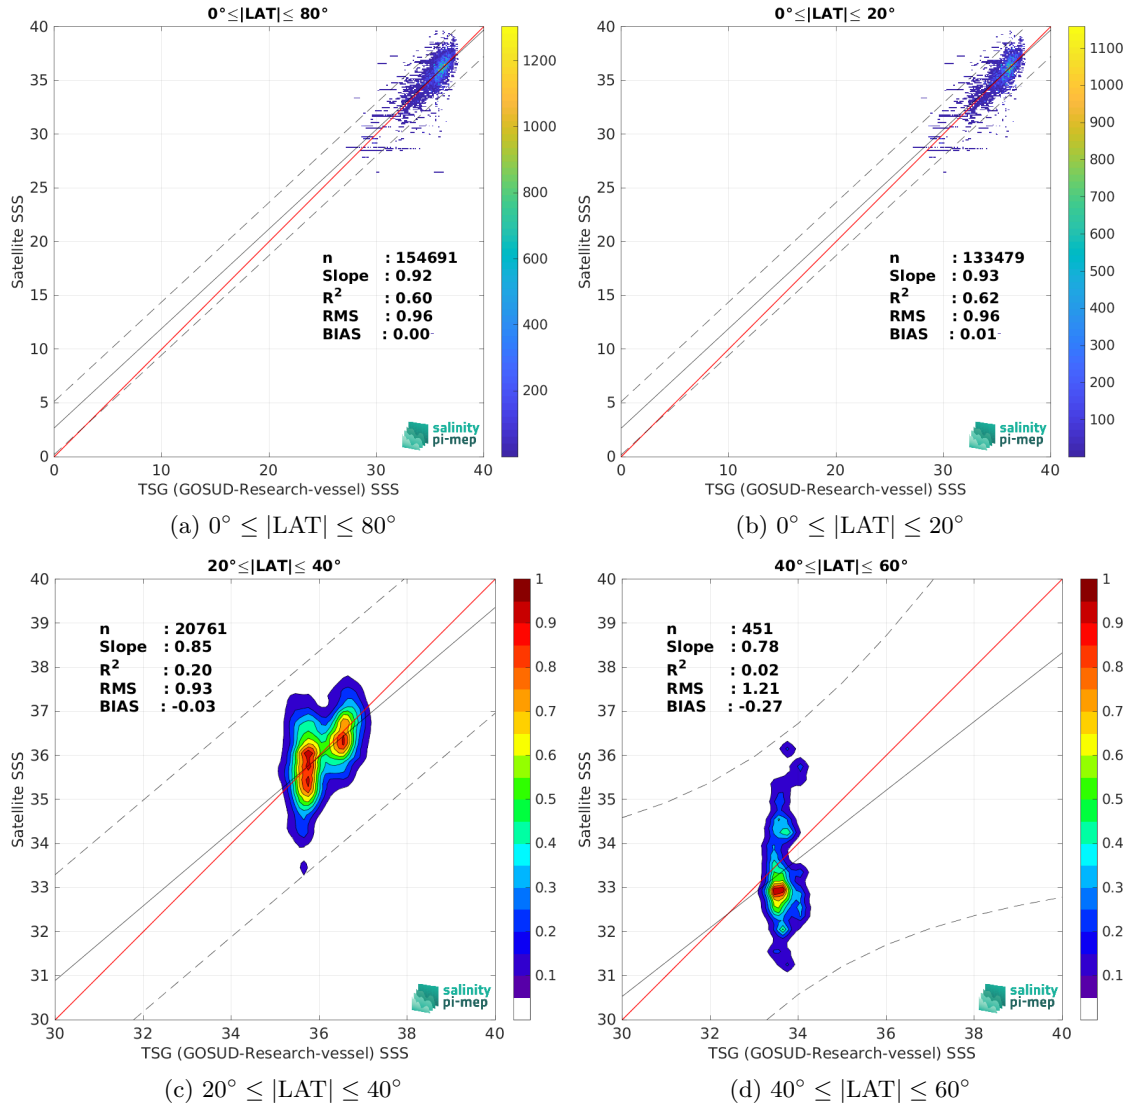 0°≤|LAT|≤ 80°
Satellite SSS
40
35
30
25
20
15
10
5
0
0
10
20
30
40
TSG (GOSUD-Research-vessel) SSS
n : 154691
Slope : 0.92
R² : 0.60
RMS : 0.96
BIAS : 0.00
salinity
pi-mep
1200
1000
800
600
400
200
(a) 0° ≤ |LAT| ≤ 80°
0°≤|LAT|≤ 20°
Satellite SSS
40
35
30
25
20
15
10
5
0
0
10
20
30
40
TSG (GOSUD-Research-vessel) SSS
n : 133479
Slope : 0.93
R² : 0.62
RMS : 0.96
BIAS : 0.01
salinity
pi-mep
1100
1000
900
800
700
600
500
400
300
200
100
(b) 0° ≤ |LAT| ≤ 20°
20°≤|LAT|≤ 40°
Satellite SSS
40
39
38
37
36
35
34
33
32
31
30
30
32
34
36
38
40
TSG (GOSUD-Research-vessel) SSS
n : 20761
Slope : 0.85
R² : 0.20
RMS : 0.93
BIAS : -0.03
salinity
pi-mep
1
0.9
0.8
0.7
0.6
0.5
0.4
0.3
0.2
0.1
(c) 20° ≤ |LAT| ≤ 40°
40°≤|LAT|≤ 60°
Satellite SSS
40
39
38
37
36
35
34
33
32
31
30
30
32
34
36
38
40
TSG (GOSUD-Research-vessel) SSS
n : 451
Slope : 0.78
R² : 0.02
RMS : 1.21
BIAS : -0.27
salinity
pi-mep
1
0.9
0.8
0.7
0.6
0.5
0.4
0.3
0.2
0.1
(d) 40° ≤ |LAT| ≤ 60°